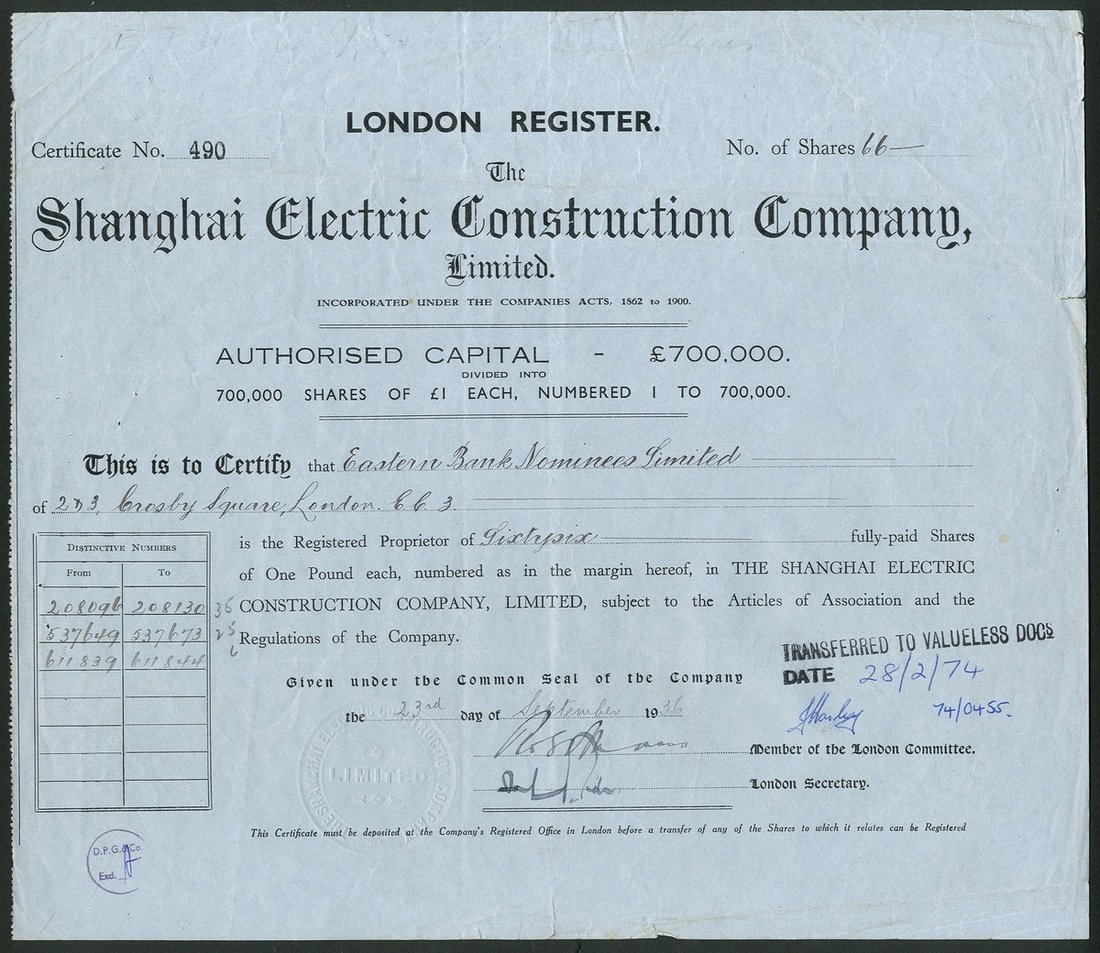 LONDON REGISTER.
Certificate No. 490
No. of Shares 66
The
Shanghai Electric Construction Company,
Limited.
INCORPORATED UNDER THE COMPANIES ACTS, 1862 to 1900.
AUTHORISED CAPITAL - £700,000.
DIVIDED INTO
700,000 SHARES OF £1 EACH, NUMBERED 1 TO 700,000.
This is to Certify that Eastern Bank Nominees Limited
of 2 & 3, Crosby Square, London. E C 3.
is the Registered Proprietor of Sixtysix fully-paid Shares
of One Pound each, numbered as in the margin hereof, in THE SHANGHAI ELECTRIC
CONSTRUCTION COMPANY, LIMITED, subject to the Articles of Association and the
Regulations of the Company.
DISTINCTIVE NUMBERS
From To
208096 208130 35
537649 537673 25
611839 611844 6
TRANSFERRED TO VALUELESS DOCS
DATE 28/2/74
74/0455.
Given under the Common Seal of the Company
the 23rd day of September 1936
Member of the London Committee.
London Secretary.
LIMITED
This Certificate must be deposited at the Company's Registered Office in London before a transfer of any of the Shares to which it relates can be Registered
D.P.G. & Co.
Exd.